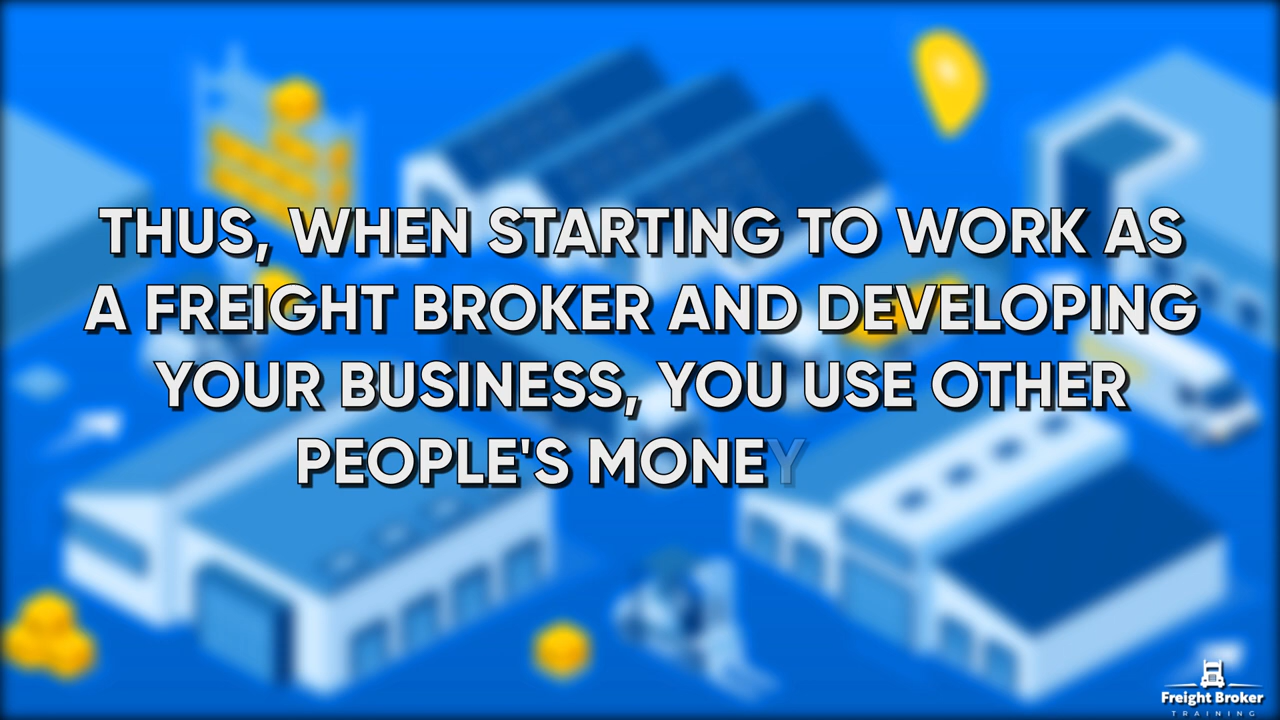 THUS, WHEN STARTING TO WORK AS
A FREIGHT BROKER AND DEVELOPING
YOUR BUSINESS, YOU USE OTHER
PEOPLE'S MONEY
Freight Broker
TRAINING